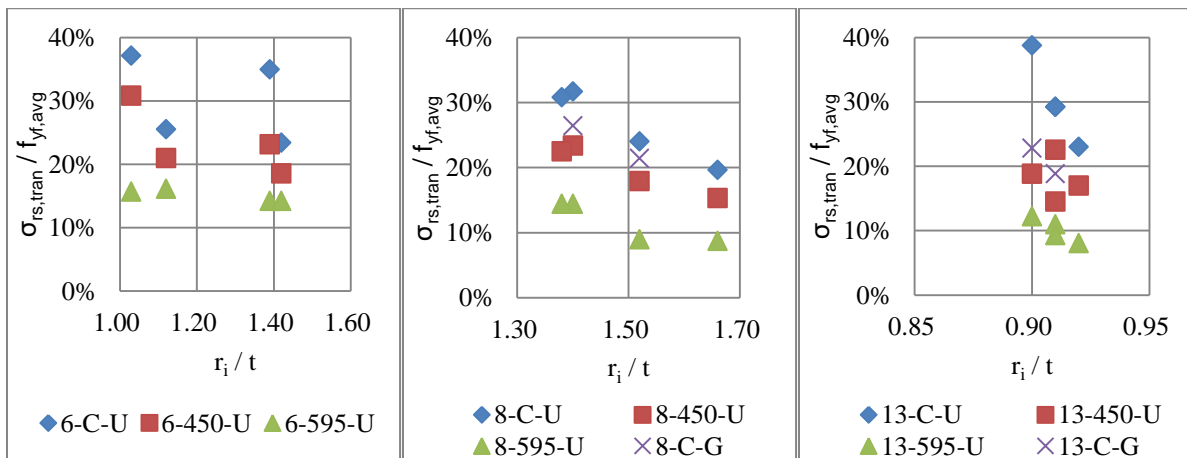 σrs,tran / fyf,avg
40%
30%
20%
10%
0%
1.00 1.20 1.40 1.60
ri / t
6-C-U 6-450-U 6-595-U
σrs,tran / fyf,avg
40%
30%
20%
10%
0%
1.30 1.50 1.70
ri / t
8-C-U 8-450-U
8-595-U 8-C-G
σrs,tran / fyf,avg
40%
30%
20%
10%
0%
0.85 0.90 0.95
ri / t
13-C-U 13-450-U
13-595-U 13-C-G